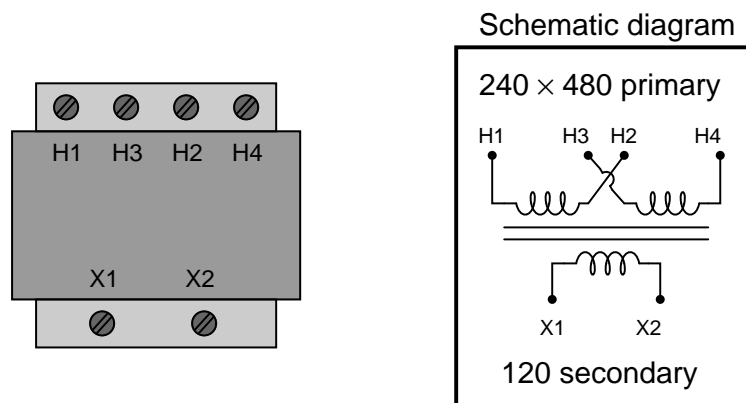 Schematic diagram
240 × 480 primary
H1 H3 H2 H4
H1 H3 H2 H4
X1 X2
X1 X2
120 secondary